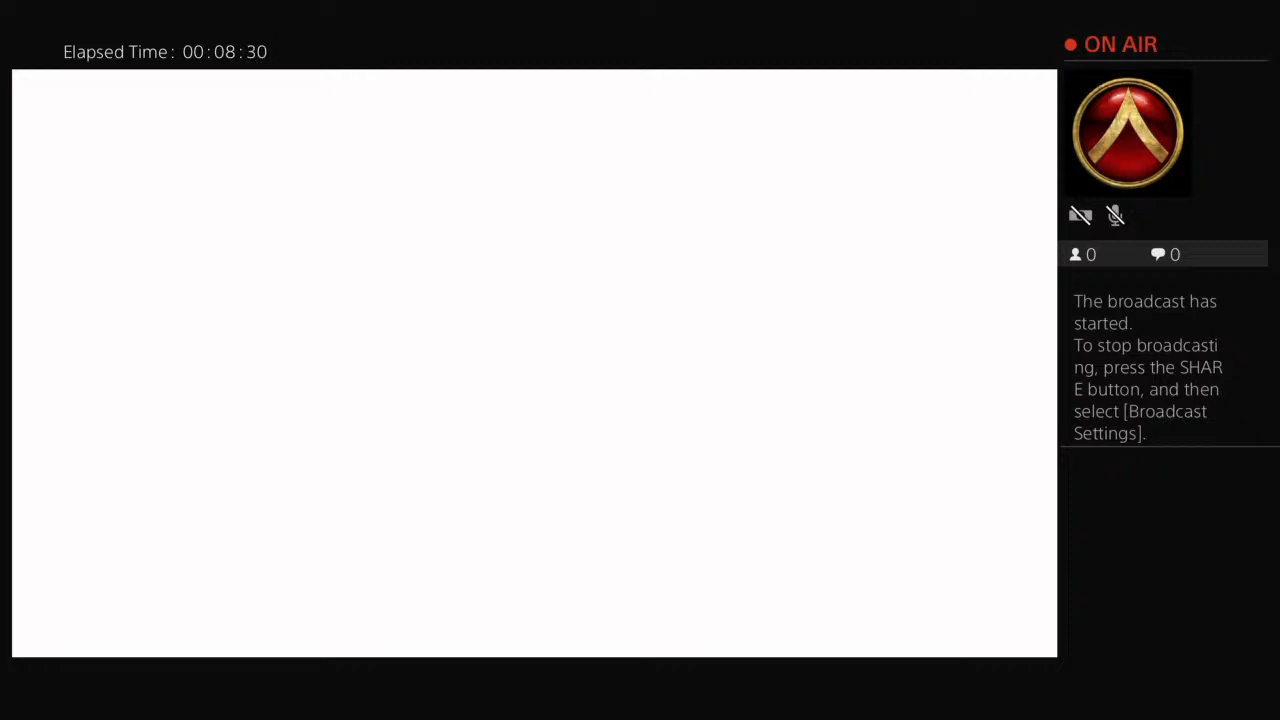 Elapsed Time: 00:08:30
ON AIR
0 0
The broadcast has
started.
To stop broadcasti
ng, press the SHAR
E button, and then
select [Broadcast
Settings].